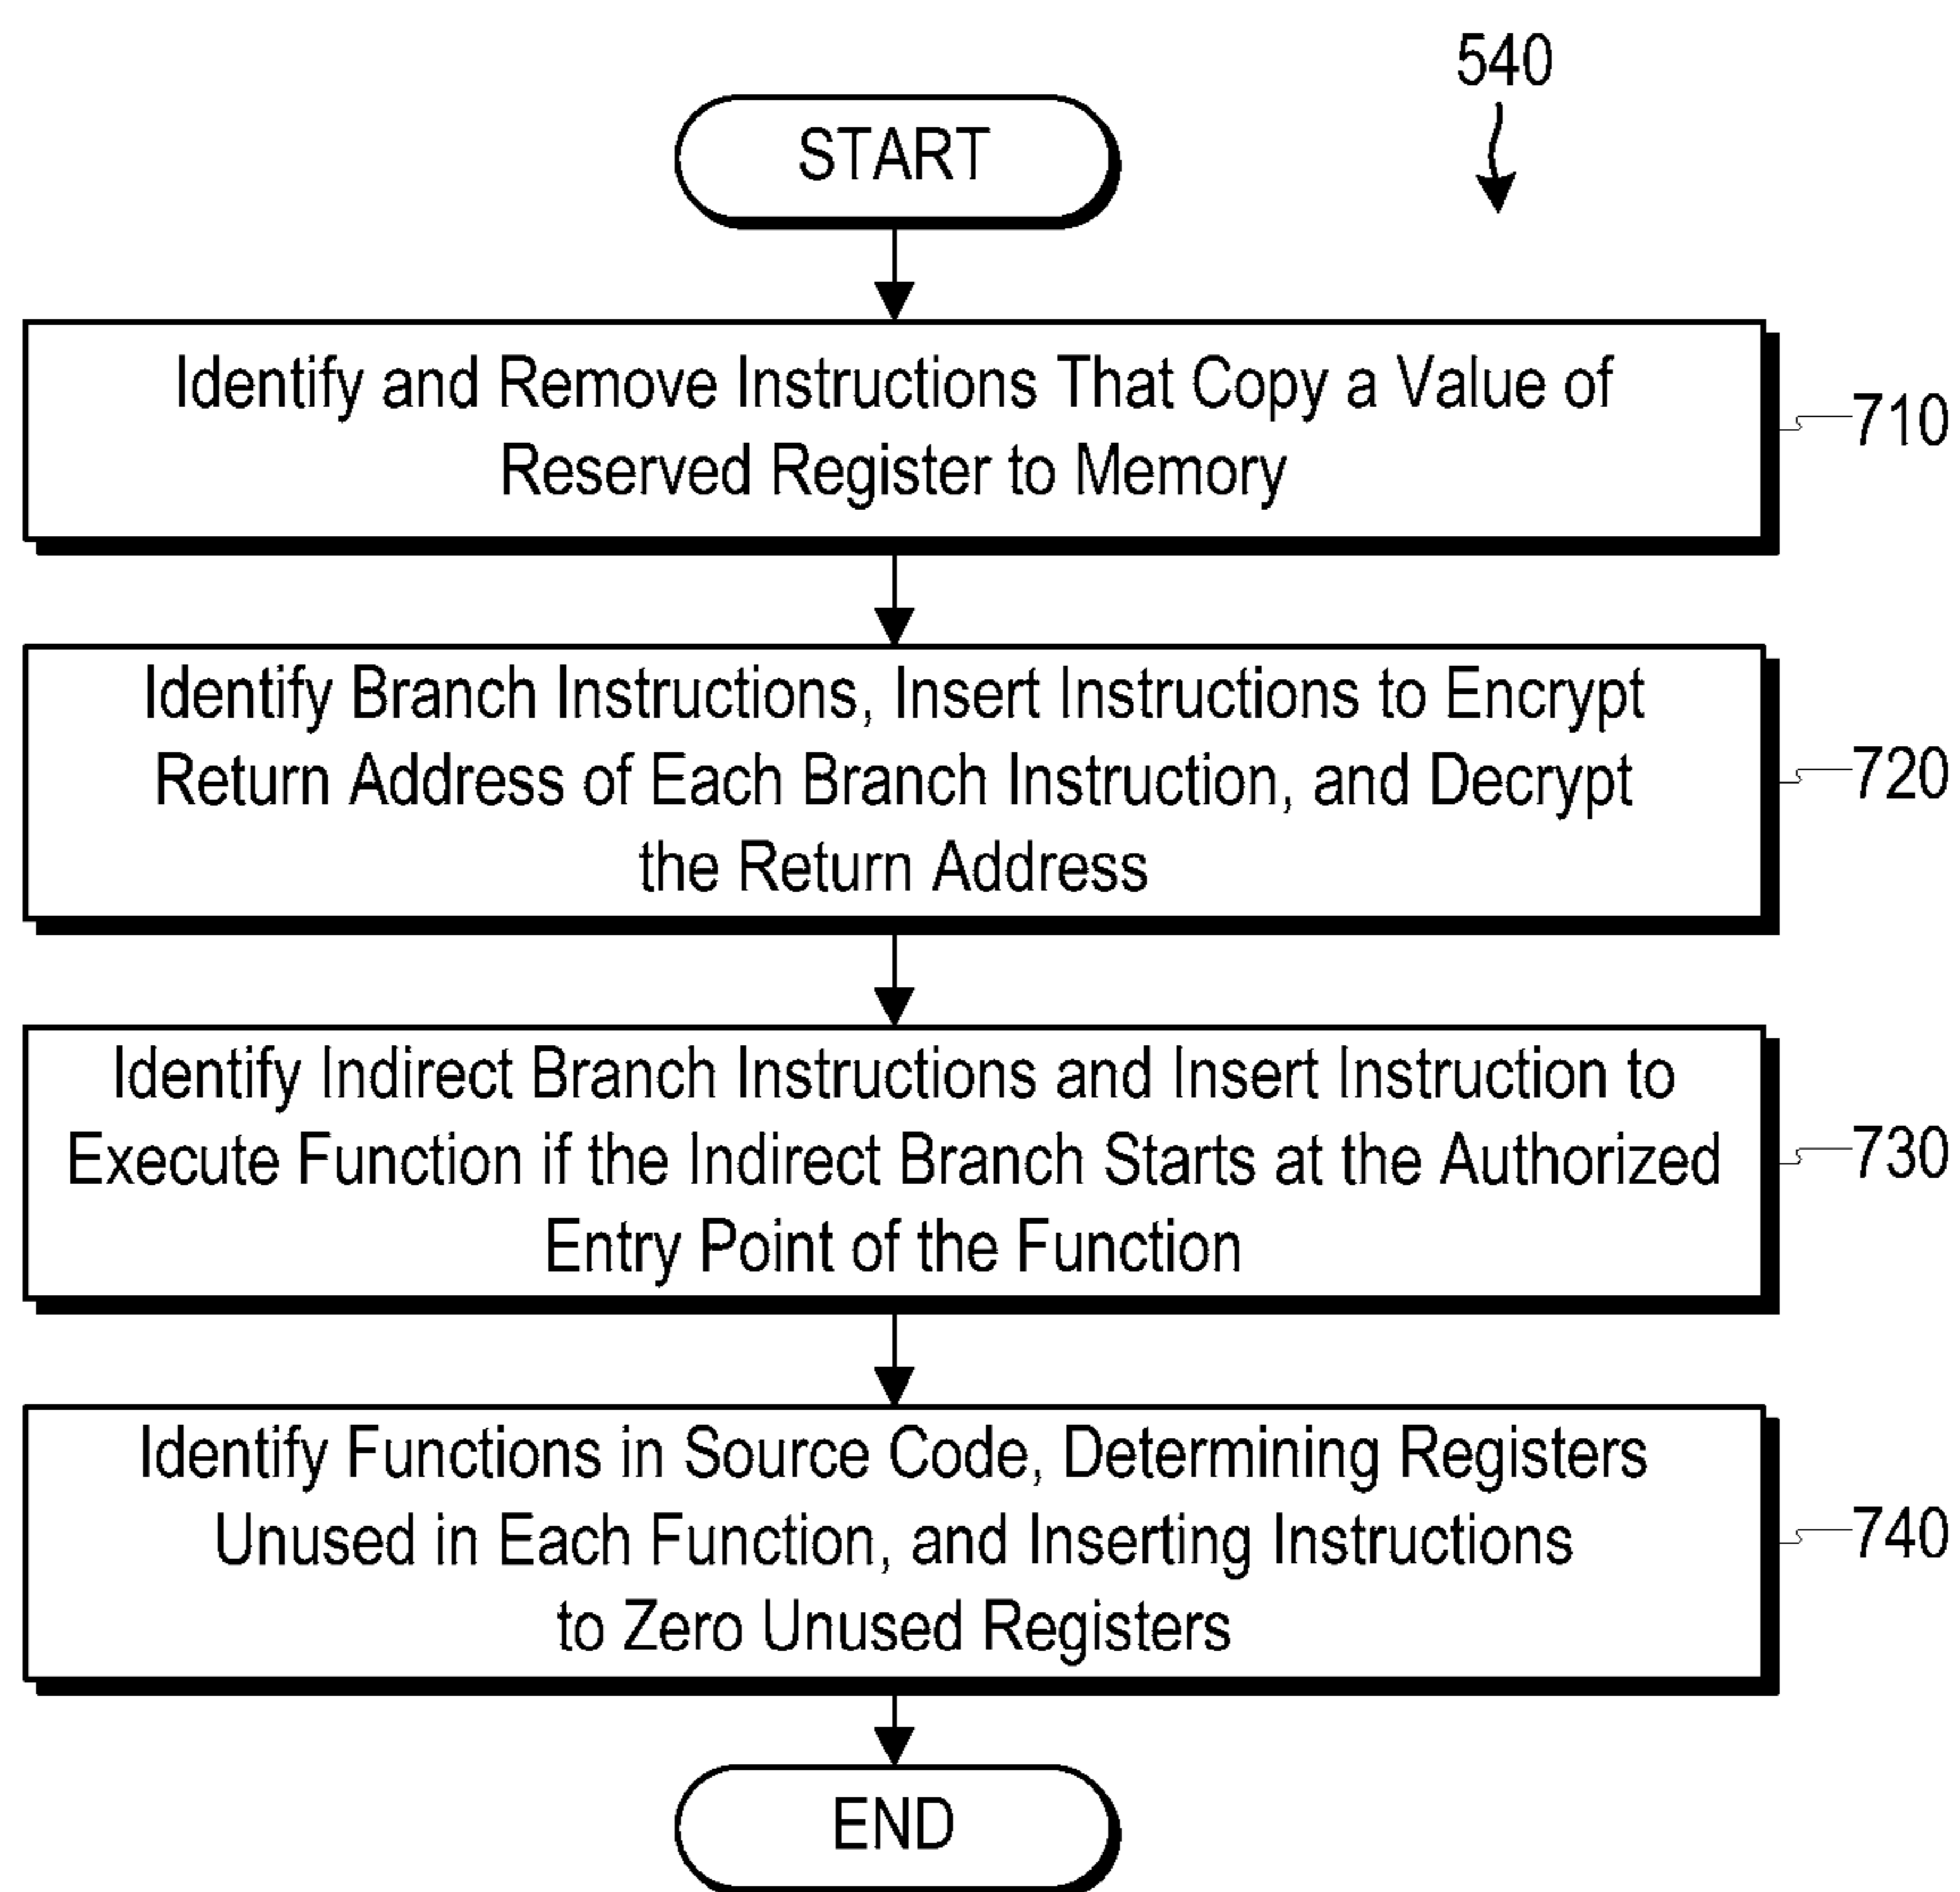 540
START
Identify and Remove Instructions That Copy a Value of
Reserved Register to Memory
710
Identify Branch Instructions, Insert Instructions to Encrypt
Return Address of Each Branch Instruction, and Decrypt
the Return Address
720
Identify Indirect Branch Instructions and Insert Instruction to
Execute Function if the Indirect Branch Starts at the Authorized
Entry Point of the Function
730
Identify Functions in Source Code, Determining Registers
Unused in Each Function, and Inserting Instructions
to Zero Unused Registers
740
END